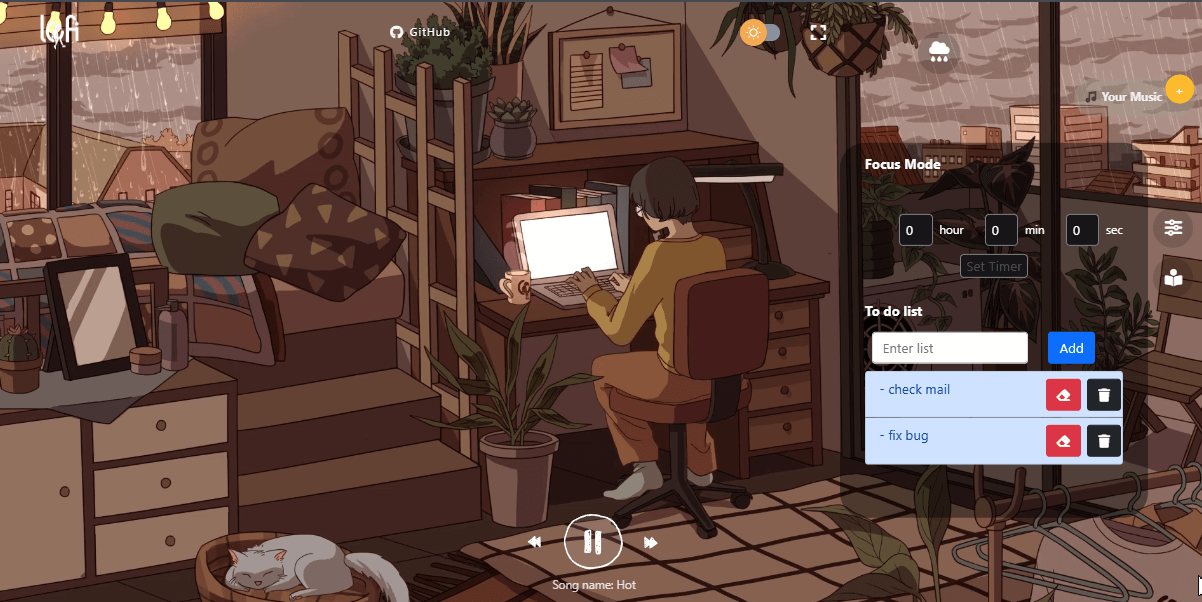 lofi
GitHub
Your Music +
Focus Mode
0 hour 0 min 0 sec
Set Timer
To do list
Enter list Add
- check mail
- fix bug
Song name: Hot